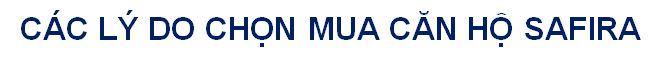 CÁC LÝ DO CHỌN MUA CĂN HỘ SAFIRA